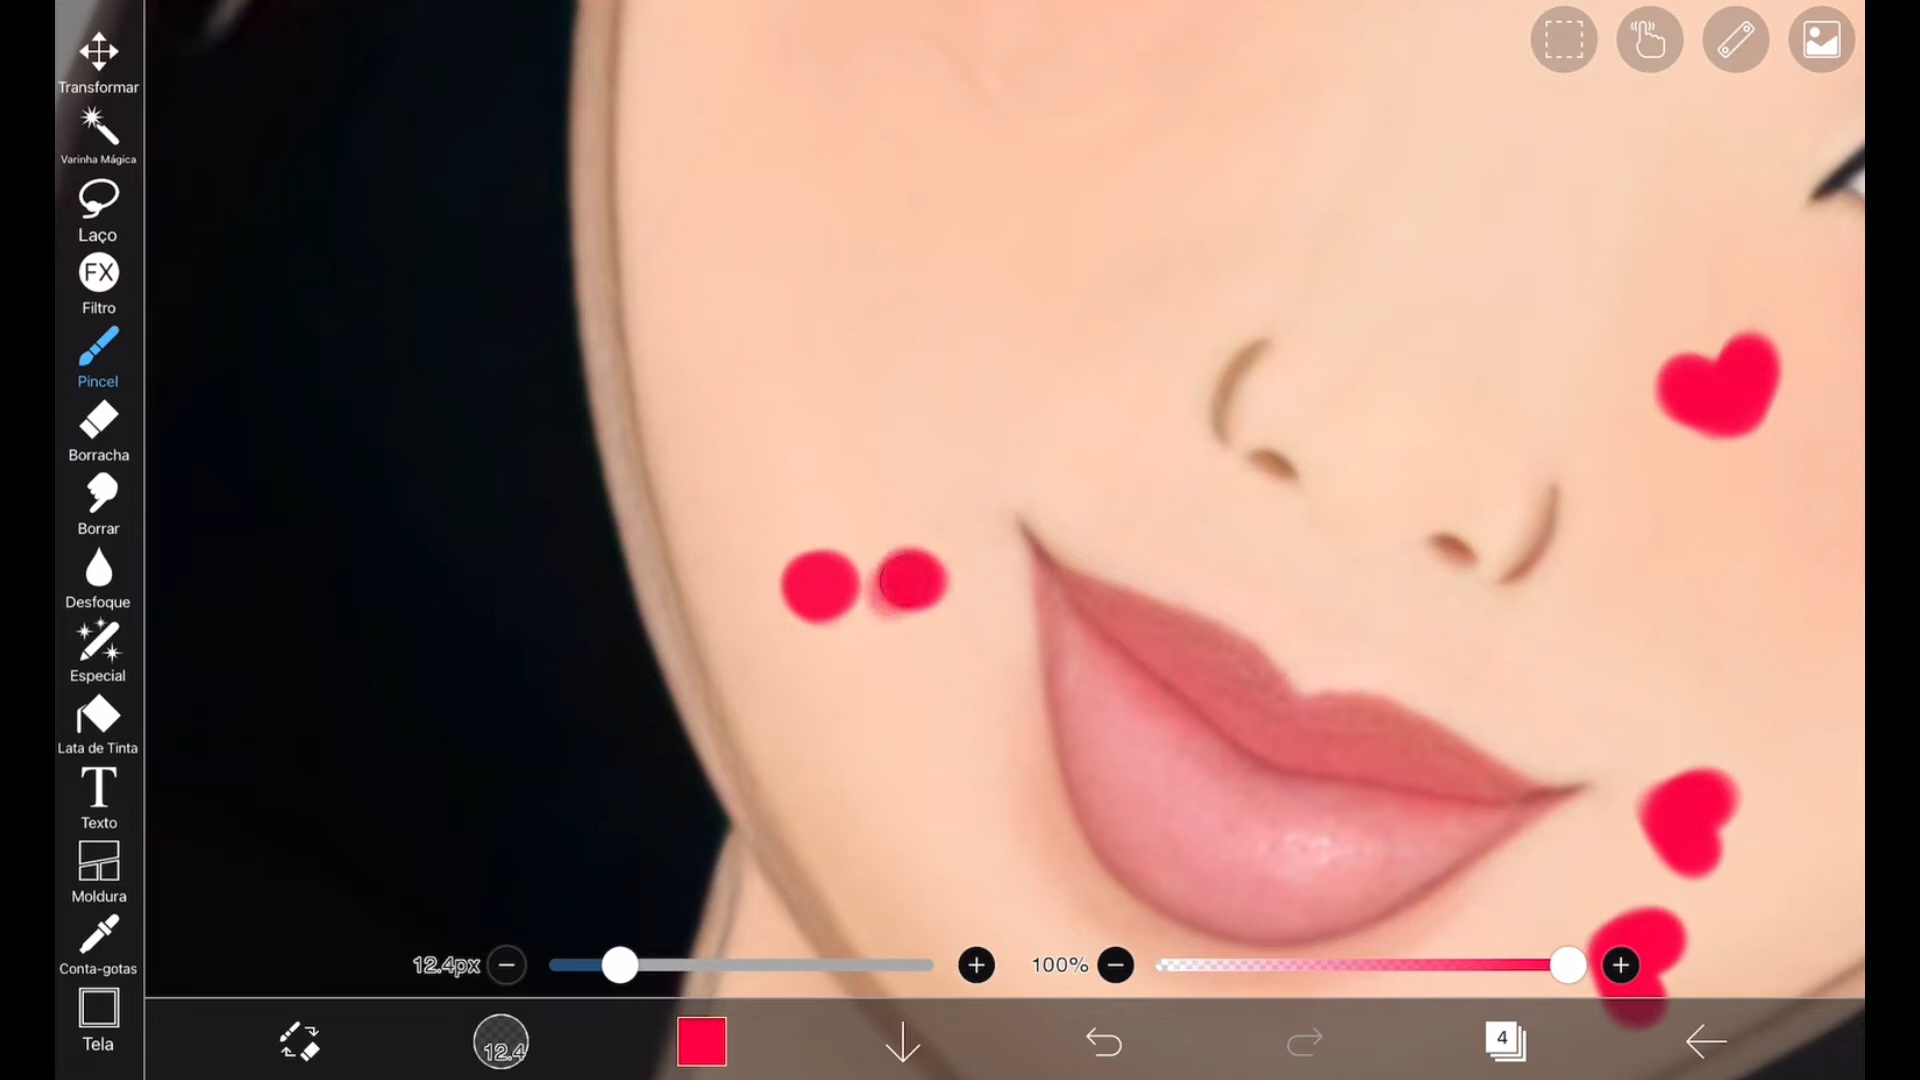 Transformar
Varinha Mágica
Laço
FX
Filtro
Pincel
Borracha
Borrar
Desfoque
Especial
Lata de Tinta
T
Texto
Moldura
Conta-gotas
Tela
12.4px
100%
12.4
4